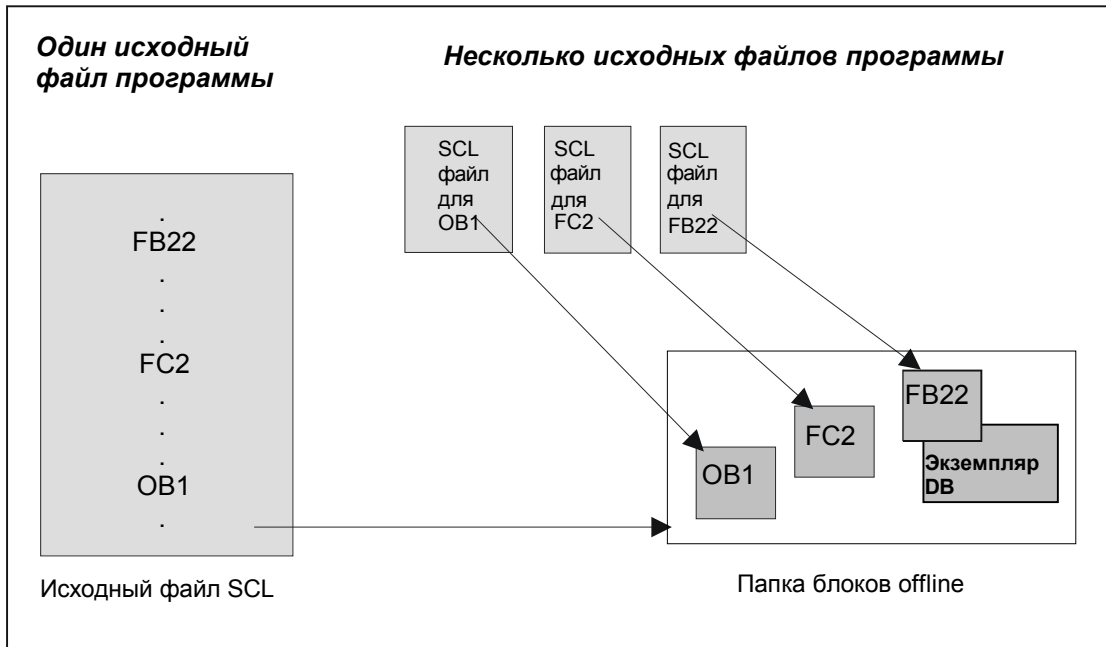 Один исходный
файл программы
Несколько исходных файлов программы
.
FB22
.
.
.
FC2
.
.
.
OB1
.
Исходный файл SCL
SCL
файл
для
OB1
SCL
файл
для
FC2
SCL
файл
для
FB22
OB1
FC2
FB22
Экземпляр
DB
Папка блоков offline